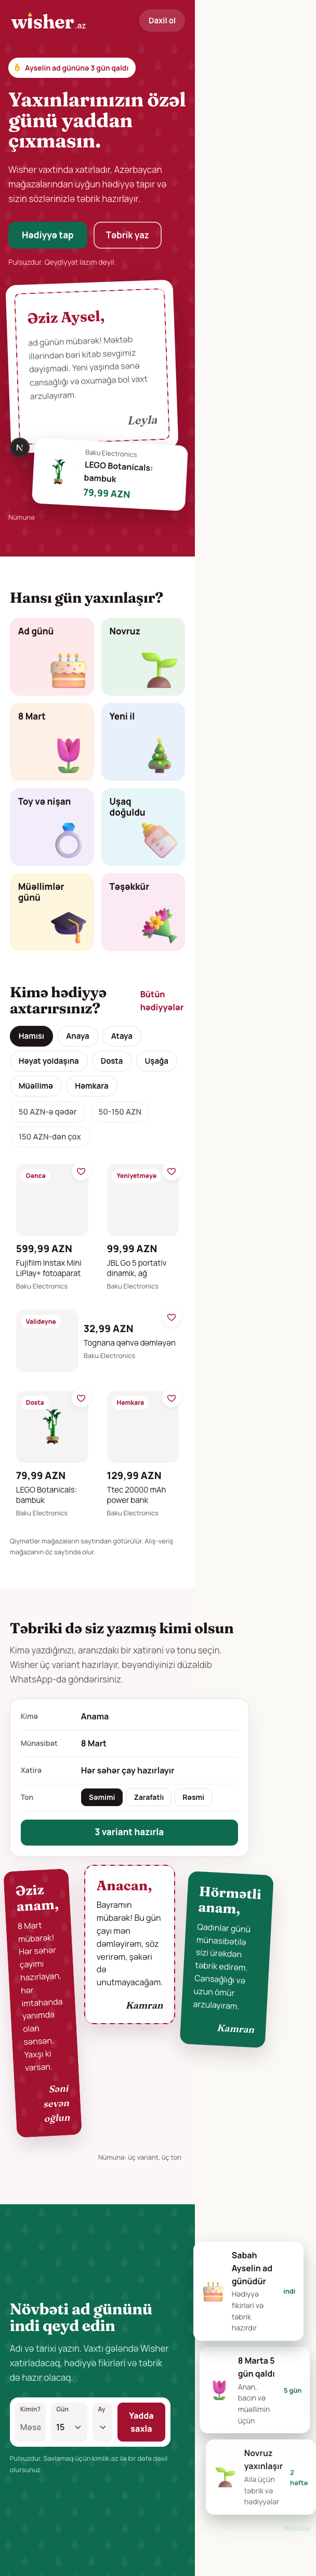 wisher.az
Daxil ol
Ayselin ad gününə 3 gün qaldı
Yaxınlarınızın özəl
günü yaddan
çıxmasın.
Wisher vaxtında xatırladır, Azərbaycan
mağazalarından uyğun hədiyyə tapır və
sizin sözlərinizlə təbrik hazırlayır.
Hədiyyə tap
Təbrik yaz
Pulsuzdur. Qeydiyyat lazım deyil.
Əziz Aysel,
ad günün mübarək! Məktəb
illərindən bəri kitab sevgimiz
dəyişmədi. Yeni yaşında sənə
cansağlığı və oxumağa bol vaxt
arzulayıram.
Leyla
N
Baku Electronics
LEGO Botanicals:
bambuk
79,99 AZN
Nümunə
Hansı gün yaxınlaşır?
Ad günü
Novruz
8 Mart
Yeni il
Toy və nişan
Uşaq
doğuldu
Müəllimlər
günü
Təşəkkür
Kimə hədiyyə
axtarırsınız?
Bütün
hədiyyələr
Hamısı
Anaya
Ataya
Həyat yoldaşına
Dosta
Uşağa
Müəllimə
Həmkara
50 AZN-ə qədər
50-150 AZN
150 AZN-dən çox
Gəncə
Yeniyetməyə
599,99 AZN
Fujifilm Instax Mini
LiPlay+ fotoaparat
Baku Electronics
99,99 AZN
JBL Go 5 portativ
dinamik, ağ
Baku Electronics
Valideynə
32,99 AZN
Tognana qəhvə dəmləyən
Baku Electronics
Dosta
Həmkara
79,99 AZN
LEGO Botanicals:
bambuk
Baku Electronics
129,99 AZN
Ttec 20000 mAh
power bank
Baku Electronics
Qiymətlər mağazaların saytından götürülür. Alış-veriş
mağazanın öz saytında olur.
Təbriki də siz yazmış kimi olsun
Kimə yazdığınızı, aranızdakı bir xatirəni və tonu seçin.
Wisher üç variant hazırlayır, bəyəndiyinizi düzəldib
WhatsApp-da göndərirsiniz.
Kimə
Anama
Münasibət
8 Mart
Xatirə
Hər səhər çay hazırlayır
Ton
Səmimi
Zarafatlı
Rəsmi
3 variant hazırla
Əziz
anam,
8 Mart
mübarək!
Hər səhər
çayımı
hazırlayan,
hər
imtahanda
yanımda
olan
sənsən.
Yaxşı ki
varsan.
Səni
sevən
oğlun
Anacan,
Bayramın
mübarək! Bu gün
çayı mən
dəmləyirəm, söz
verirəm, şəkəri
də
unutmayacağam.
Kamran
Hörmətli
anam,
Qadınlar günü
münasibətilə
sizi ürəkdən
təbrik edirəm.
Cansağlığı və
uzun ömür
arzulayıram.
Kamran
Nümunə: üç variant, üç ton
Növbəti ad gününü
indi qeyd edin
Adı və tarixi yazın. Vaxtı gələndə Wisher
xatırladacaq, hədiyyə fikirləri və təbrik
də hazır olacaq.
Kimin?
Məsə
Gün
15
Ay
Yadda
saxla
Pulsuzdur. Saxlamaq üçün kimlik.az ilə bir dəfə daxil
olursunuz.
Sabah
Ayselin ad
günüdür
Hədiyyə
fikirləri və
təbrik
hazırdır
indi
8 Marta 5
gün qaldı
Anan,
bacın və
müəllimin
üçün
5 gün
Novruz
yaxınlaşır
Ailə üçün
təbrik və
hədiyyələr
2
həftə
Nümunə